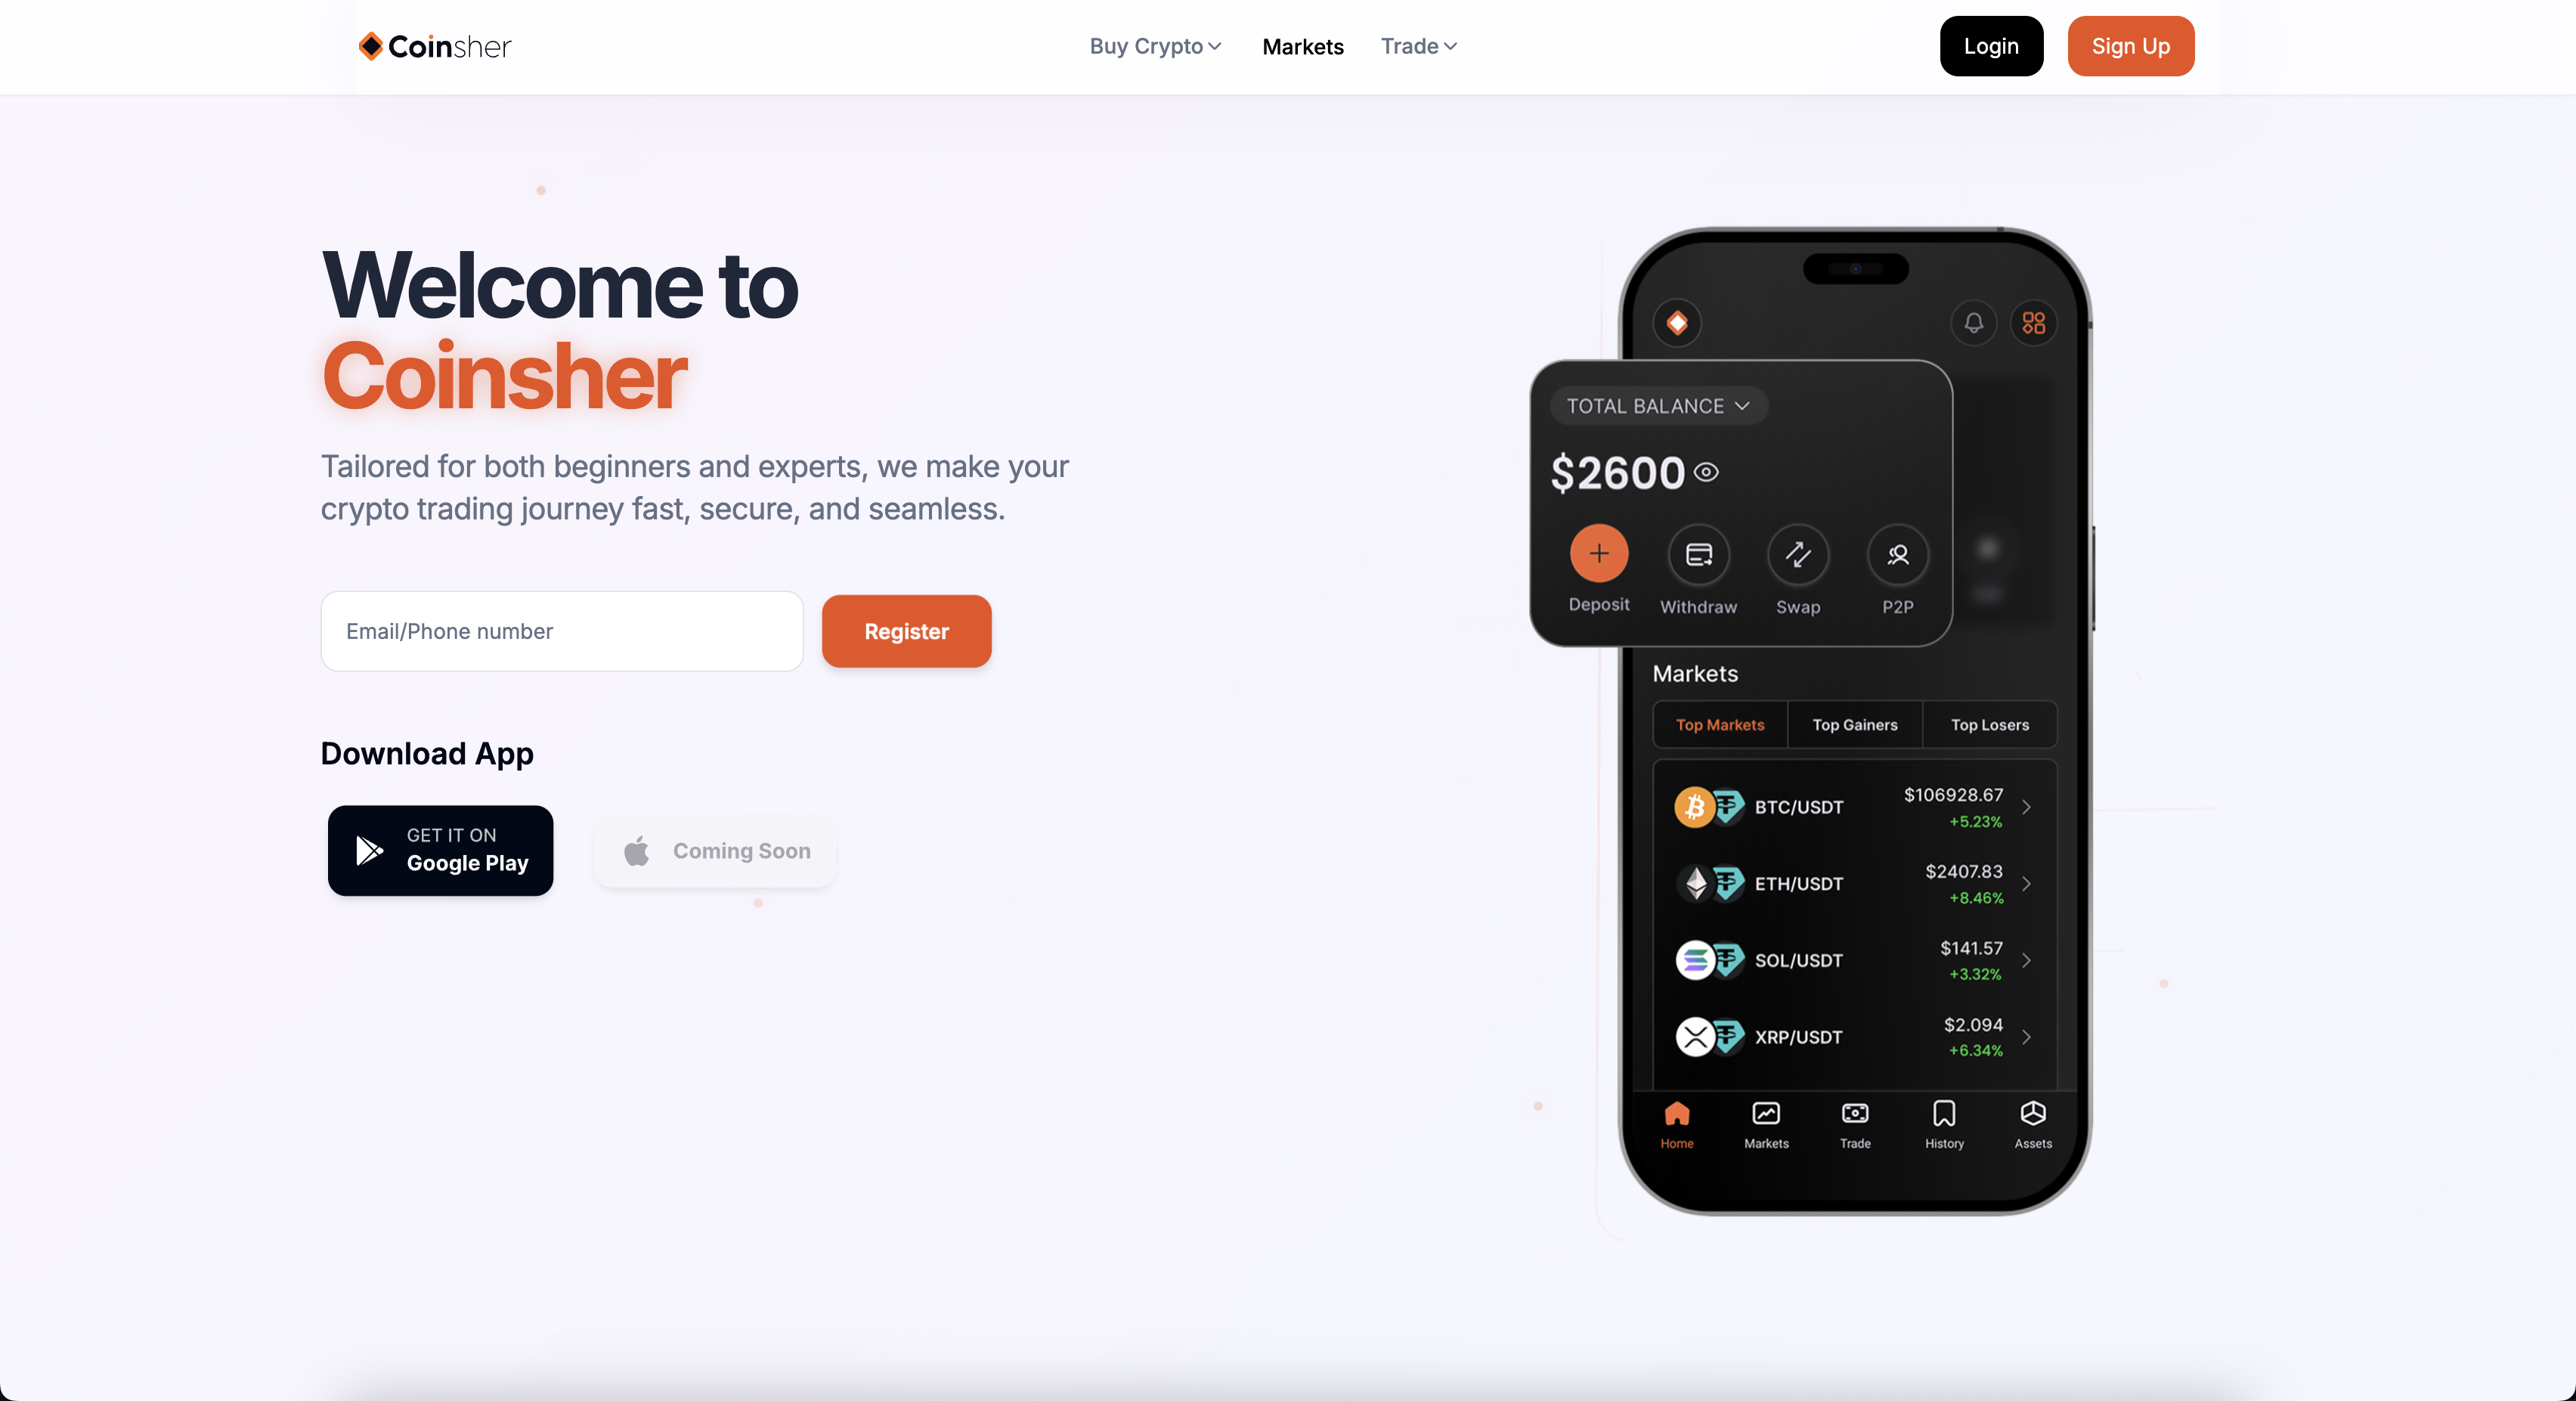 Coinsher
Buy Crypto
Markets
Trade
Login
Sign Up
Welcome to
Coinsher
Tailored for both beginners and experts, we make your
crypto trading journey fast, secure, and seamless.
Email/Phone number
Register
Download App
GET IT ON
Google Play
Coming Soon
TOTAL BALANCE
$2600
Deposit
Withdraw
Swap
P2P
Markets
Top Markets
Top Gainers
Top Losers
BTC/USDT
$106928.67
+5.23%
ETH/USDT
$2407.83
+8.46%
SOL/USDT
$141.57
+3.32%
XRP/USDT
$2.094
+6.34%
Home
Markets
Trade
History
Assets